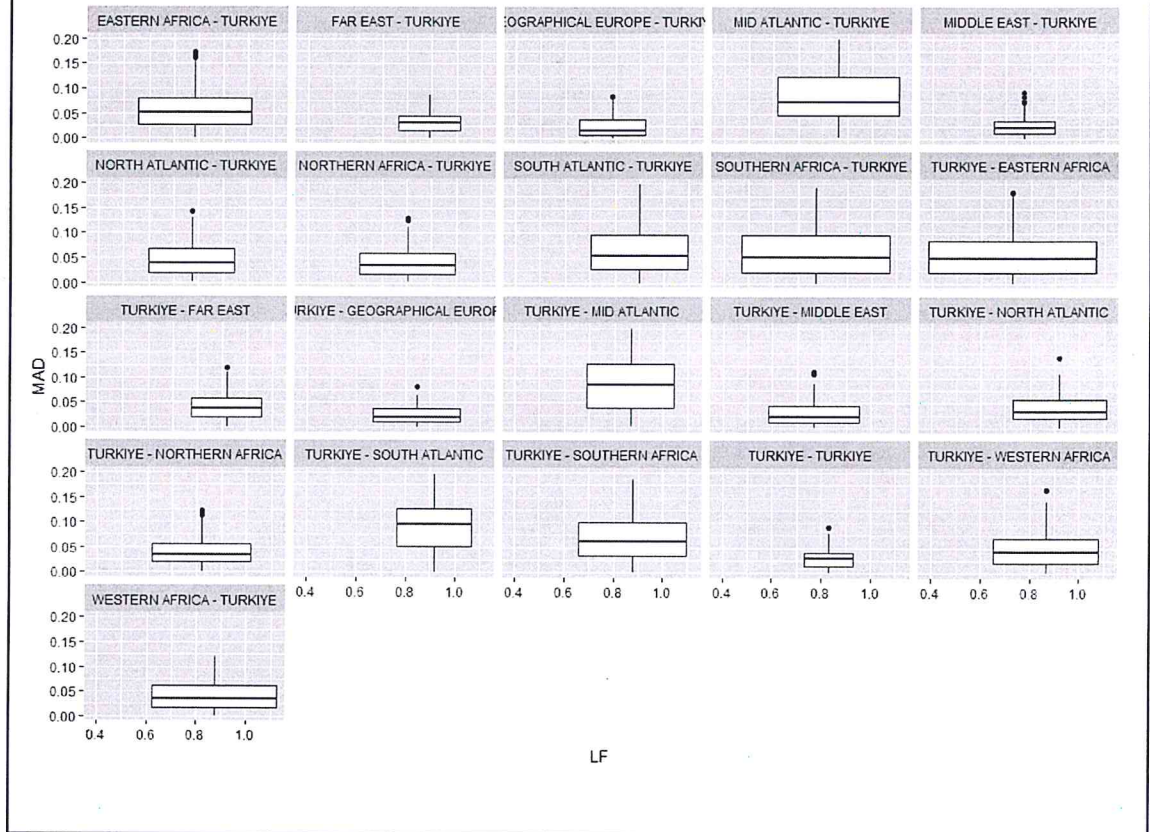 EASTERN AFRICA - TURKIYE
FAR EAST - TURKIYE
OGRAPHICAL EUROPE - TURKIY
MID ATLANTIC - TURKIYE
MIDDLE EAST - TURKIYE
0.20
0.15
0.10
0.05
0.00
NORTH ATLANTIC - TURKIYE
NORTHERN AFRICA - TURKIYE
SOUTH ATLANTIC - TURKIYE
SOUTHERN AFRICA - TURKIYE
TURKIYE - EASTERN AFRICA
0.20
0.15
0.10
0.05
0.00
TURKIYE - FAR EAST
RKIYE - GEOGRAPHICAL EUROP
TURKIYE - MID ATLANTIC
TURKIYE - MIDDLE EAST
TURKIYE - NORTH ATLANTIC
0.20
0.15
0.10
0.05
0.00
MAD
TURKIYE - NORTHERN AFRICA
TURKIYE - SOUTH ATLANTIC
TURKIYE - SOUTHERN AFRICA
TURKIYE - TURKIYE
TURKIYE - WESTERN AFRICA
0.20
0.15
0.10
0.05
0.00
0.4 0.6 0.8 1.0
0.4 0.6 0.8 1.0
0.4 0.6 0.8 1.0
0.4 0.6 0.8 1.0
WESTERN AFRICA - TURKIYE
0.20
0.15
0.10
0.05
0.00
0.4 0.6 0.8 1.0
LF